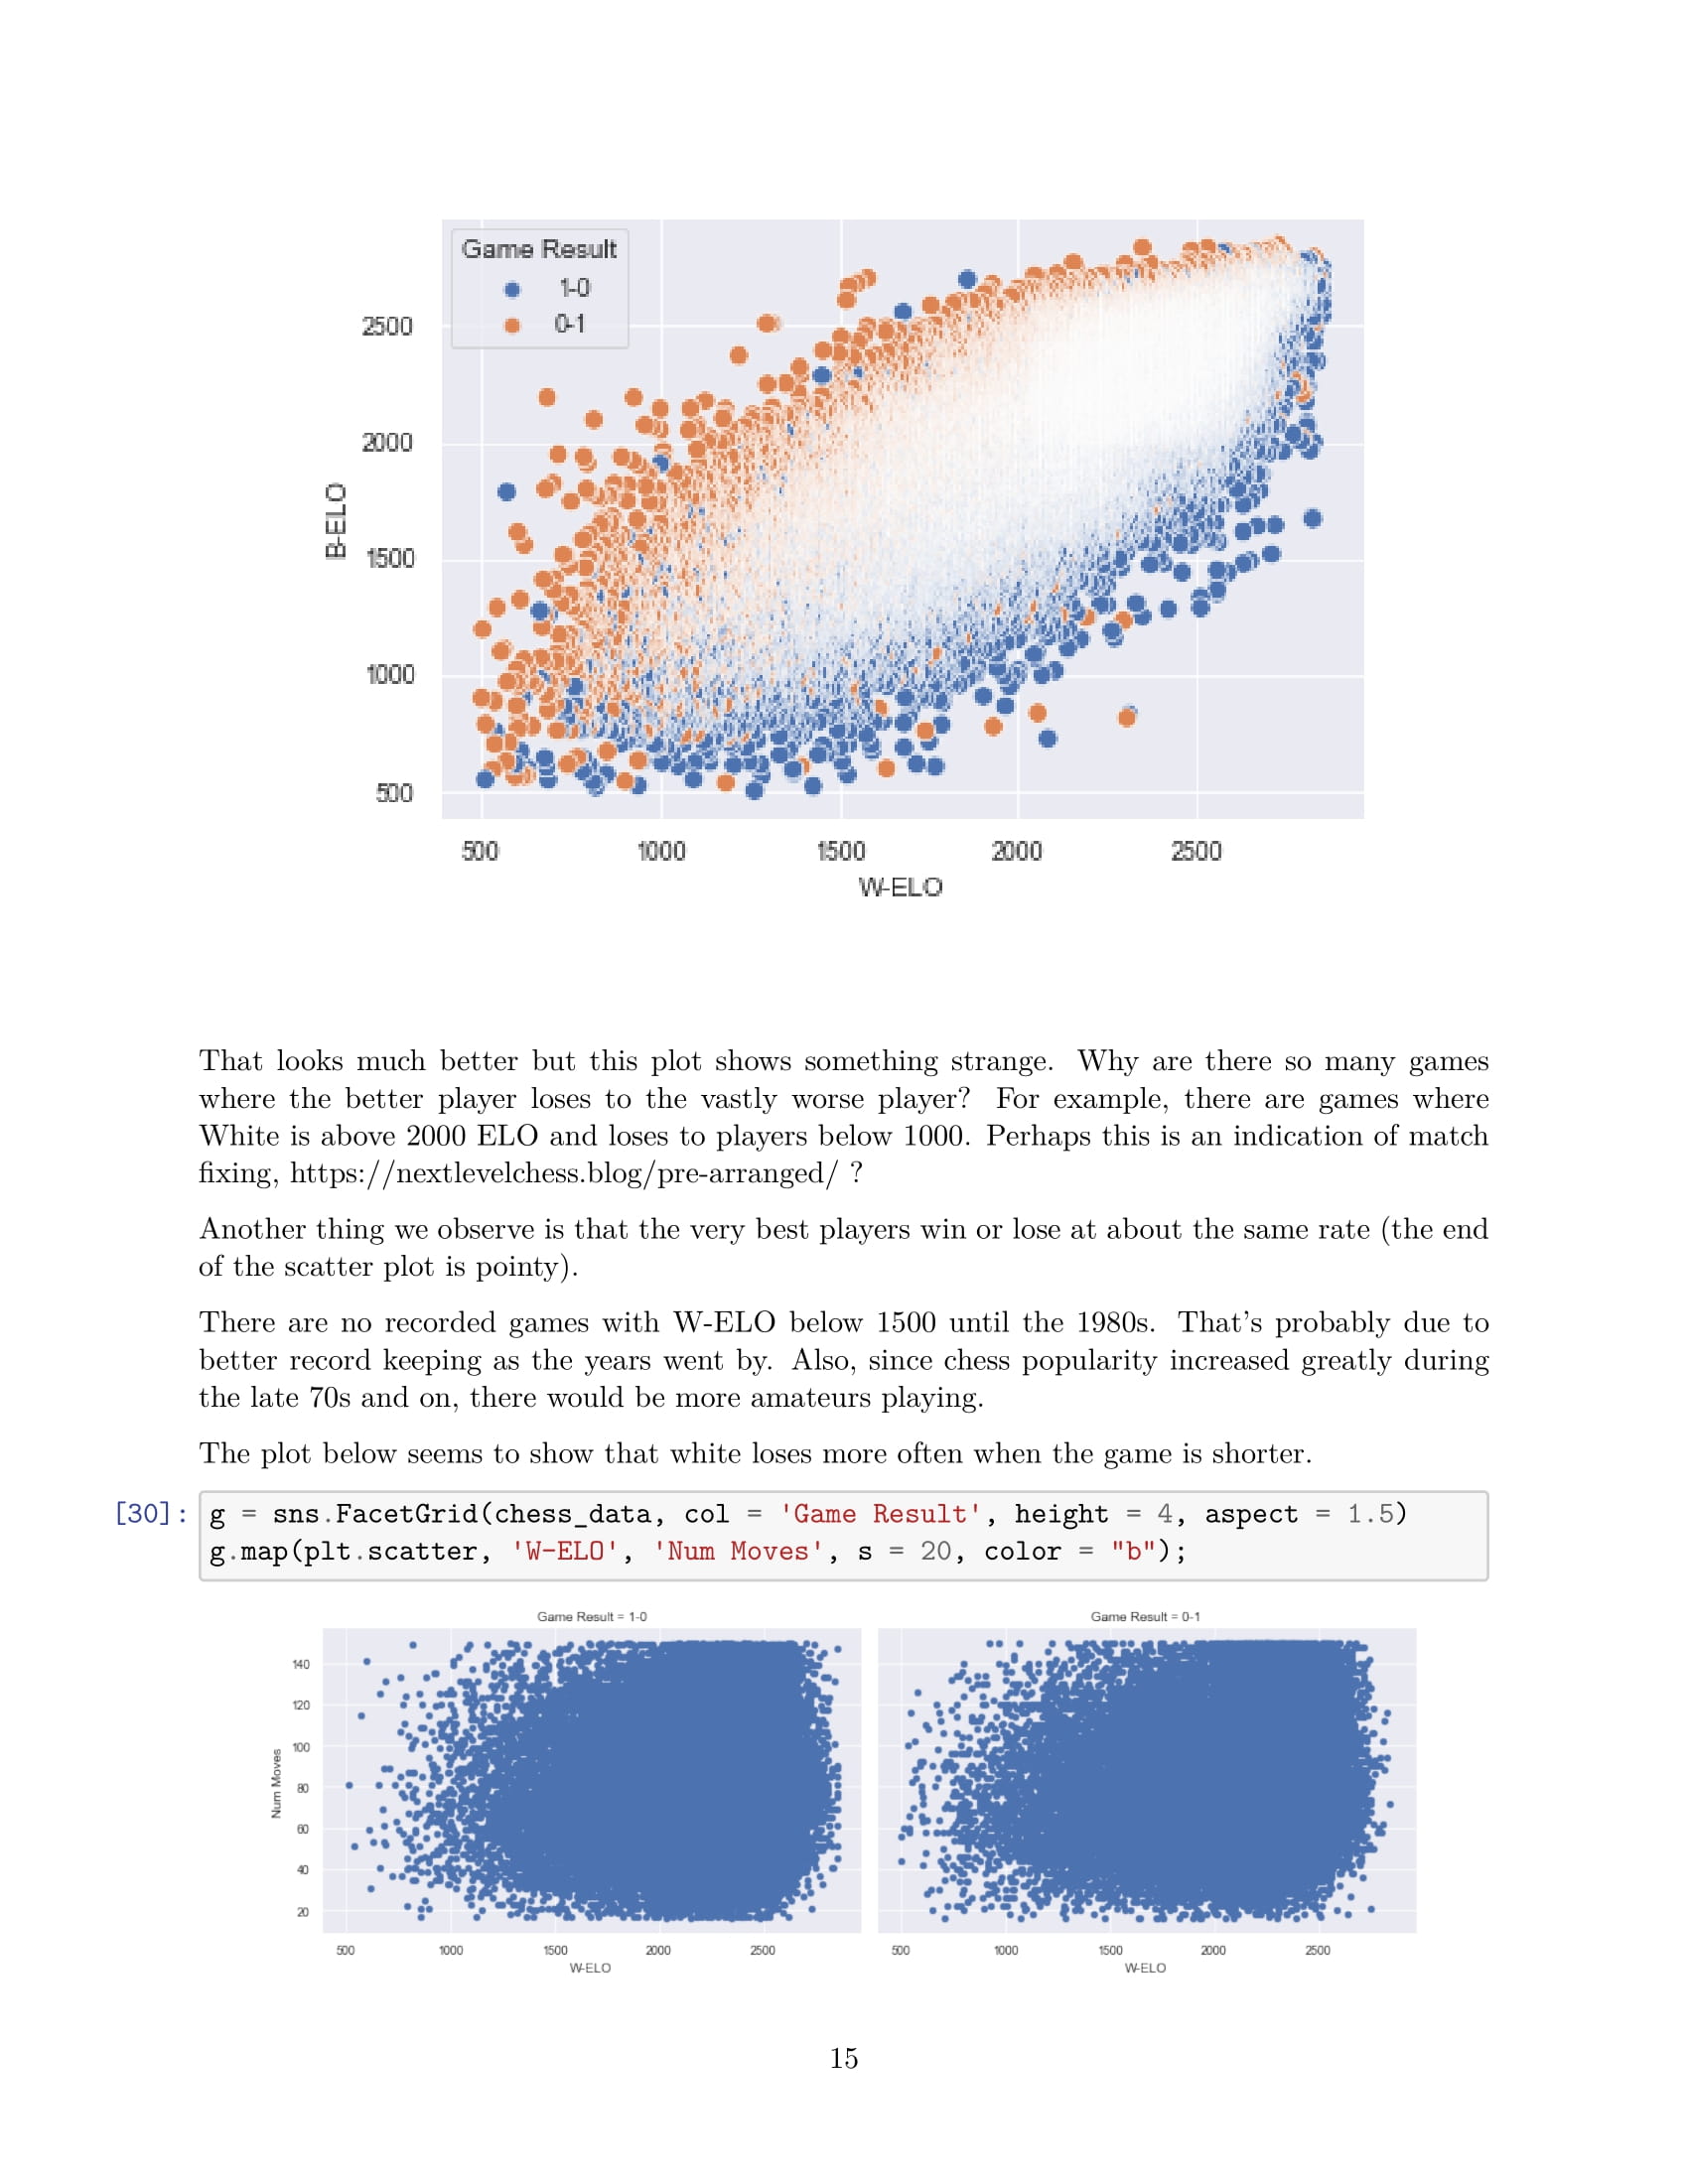 Game Result
1-0
0-1
2500
2000
1500
1000
500
B-ELO
500 1000 1500 2000 2500
W-ELO
That looks much better but this plot shows something strange. Why are there so many games
where the better player loses to the vastly worse player? For example, there are games where
White is above 2000 ELO and loses to players below 1000. Perhaps this is an indication of match
fixing, https://nextlevelchess.blog/pre-arranged/ ?
Another thing we observe is that the very best players win or lose at about the same rate (the end
of the scatter plot is pointy).
There are no recorded games with W-ELO below 1500 until the 1980s. That's probably due to
better record keeping as the years went by. Also, since chess popularity increased greatly during
the late 70s and on, there would be more amateurs playing.
The plot below seems to show that white loses more often when the game is shorter.
[30]: g = sns.FacetGrid(chess_data, col = 'Game Result', height = 4, aspect = 1.5)
g.map(plt.scatter, 'W-ELO', 'Num Moves', s = 20, color = "b");
Game Result = 1-0
Game Result = 0-1
140
120
100
80
60
40
20
Num Moves
500 1000 1500 2000 2500
W-ELO
500 1000 1500 2000 2500
W-ELO
15